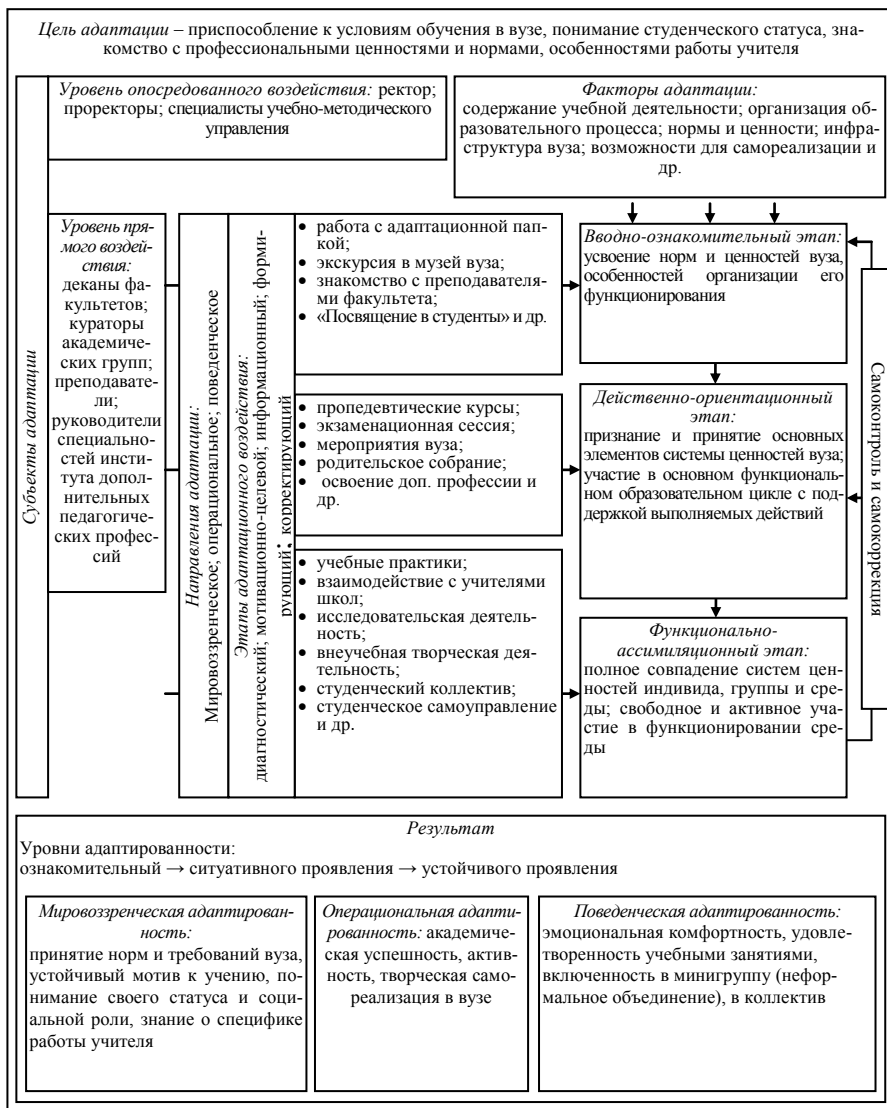 Цель адаптации – приспособление к условиям обучения в вузе, понимание студенческого статуса, зна-
комство с профессиональными ценностями и нормами, особенностями работы учителя
Субъекты адаптации
Уровень опосредованного воздействия: ректор;
проректоры; специалисты учебно-методического
управления
Факторы адаптации:
содержание учебной деятельности; организация об-
разовательного процесса; нормы и ценности; инфра-
структура вуза; возможности для самореализации и
др.
Уровень пря-
мого воздей-
ствия:
деканы фа-
культетов;
кураторы
академичес-
ких групп;
преподавате-
ли;
руководители
специально-
стей инсти-
тута допол-
нительных
педагогичес-
ких профес-
сий
Направления адаптации:
Мировоззренческое; операциональное; поведенческое
Этапы адаптационного воздействия:
диагностический; мотивационно-целевой; информационный; форми-
рующий; корректирующий
• работа с адаптационной пап-
кой;
• экскурсия в музей вуза;
• знакомство с преподавателя-
ми факультета;
• «Посвящение в студенты» и др.
• пропедевтические курсы;
• экзаменационная сессия;
• мероприятия вуза;
• родительское собрание;
• освоение доп. профессии и
др.
• учебные практики;
• взаимодействие с учителями
школ;
• исследовательская деятель-
ность;
• внеучебная творческая дея-
тельность;
• студенческий коллектив;
• студенческое самоуправление
и др.
Вводно-ознакомительный этап:
усвоение норм и ценностей вуза,
особенностей организации его
функционирования
Действенно-ориентационный
этап:
признание и принятие основных
элементов системы ценностей вуза;
участие в основном функциональ-
ном образовательном цикле с под-
держкой выполняемых действий
Функционально-
ассимиляционный этап:
полное совпадение систем цен-
ностей индивида, группы и сре-
ды; свободное и активное уча-
стие в функционировании среды
Самоконтроль и самокоррекция
Результат
Уровни адаптированности:
ознакомительный → ситуативного проявления → устойчивого проявления
Мировоззренческая адаптирован-
ность:
принятие норм и требований вуза,
устойчивый мотив к учению, по-
нимание своего статуса и соци-
альной роли, знание о специфике
работы учителя
Операциональная адапти-
рованность: академиче-
ская успешность, актив-
ность, творческая само-
реализация в вузе
Поведенческая адаптированность:
эмоциональная комфортность, удовле-
творенность учебными занятиями,
включенность в минигруппу (нефор-
мальное объединение), в коллектив